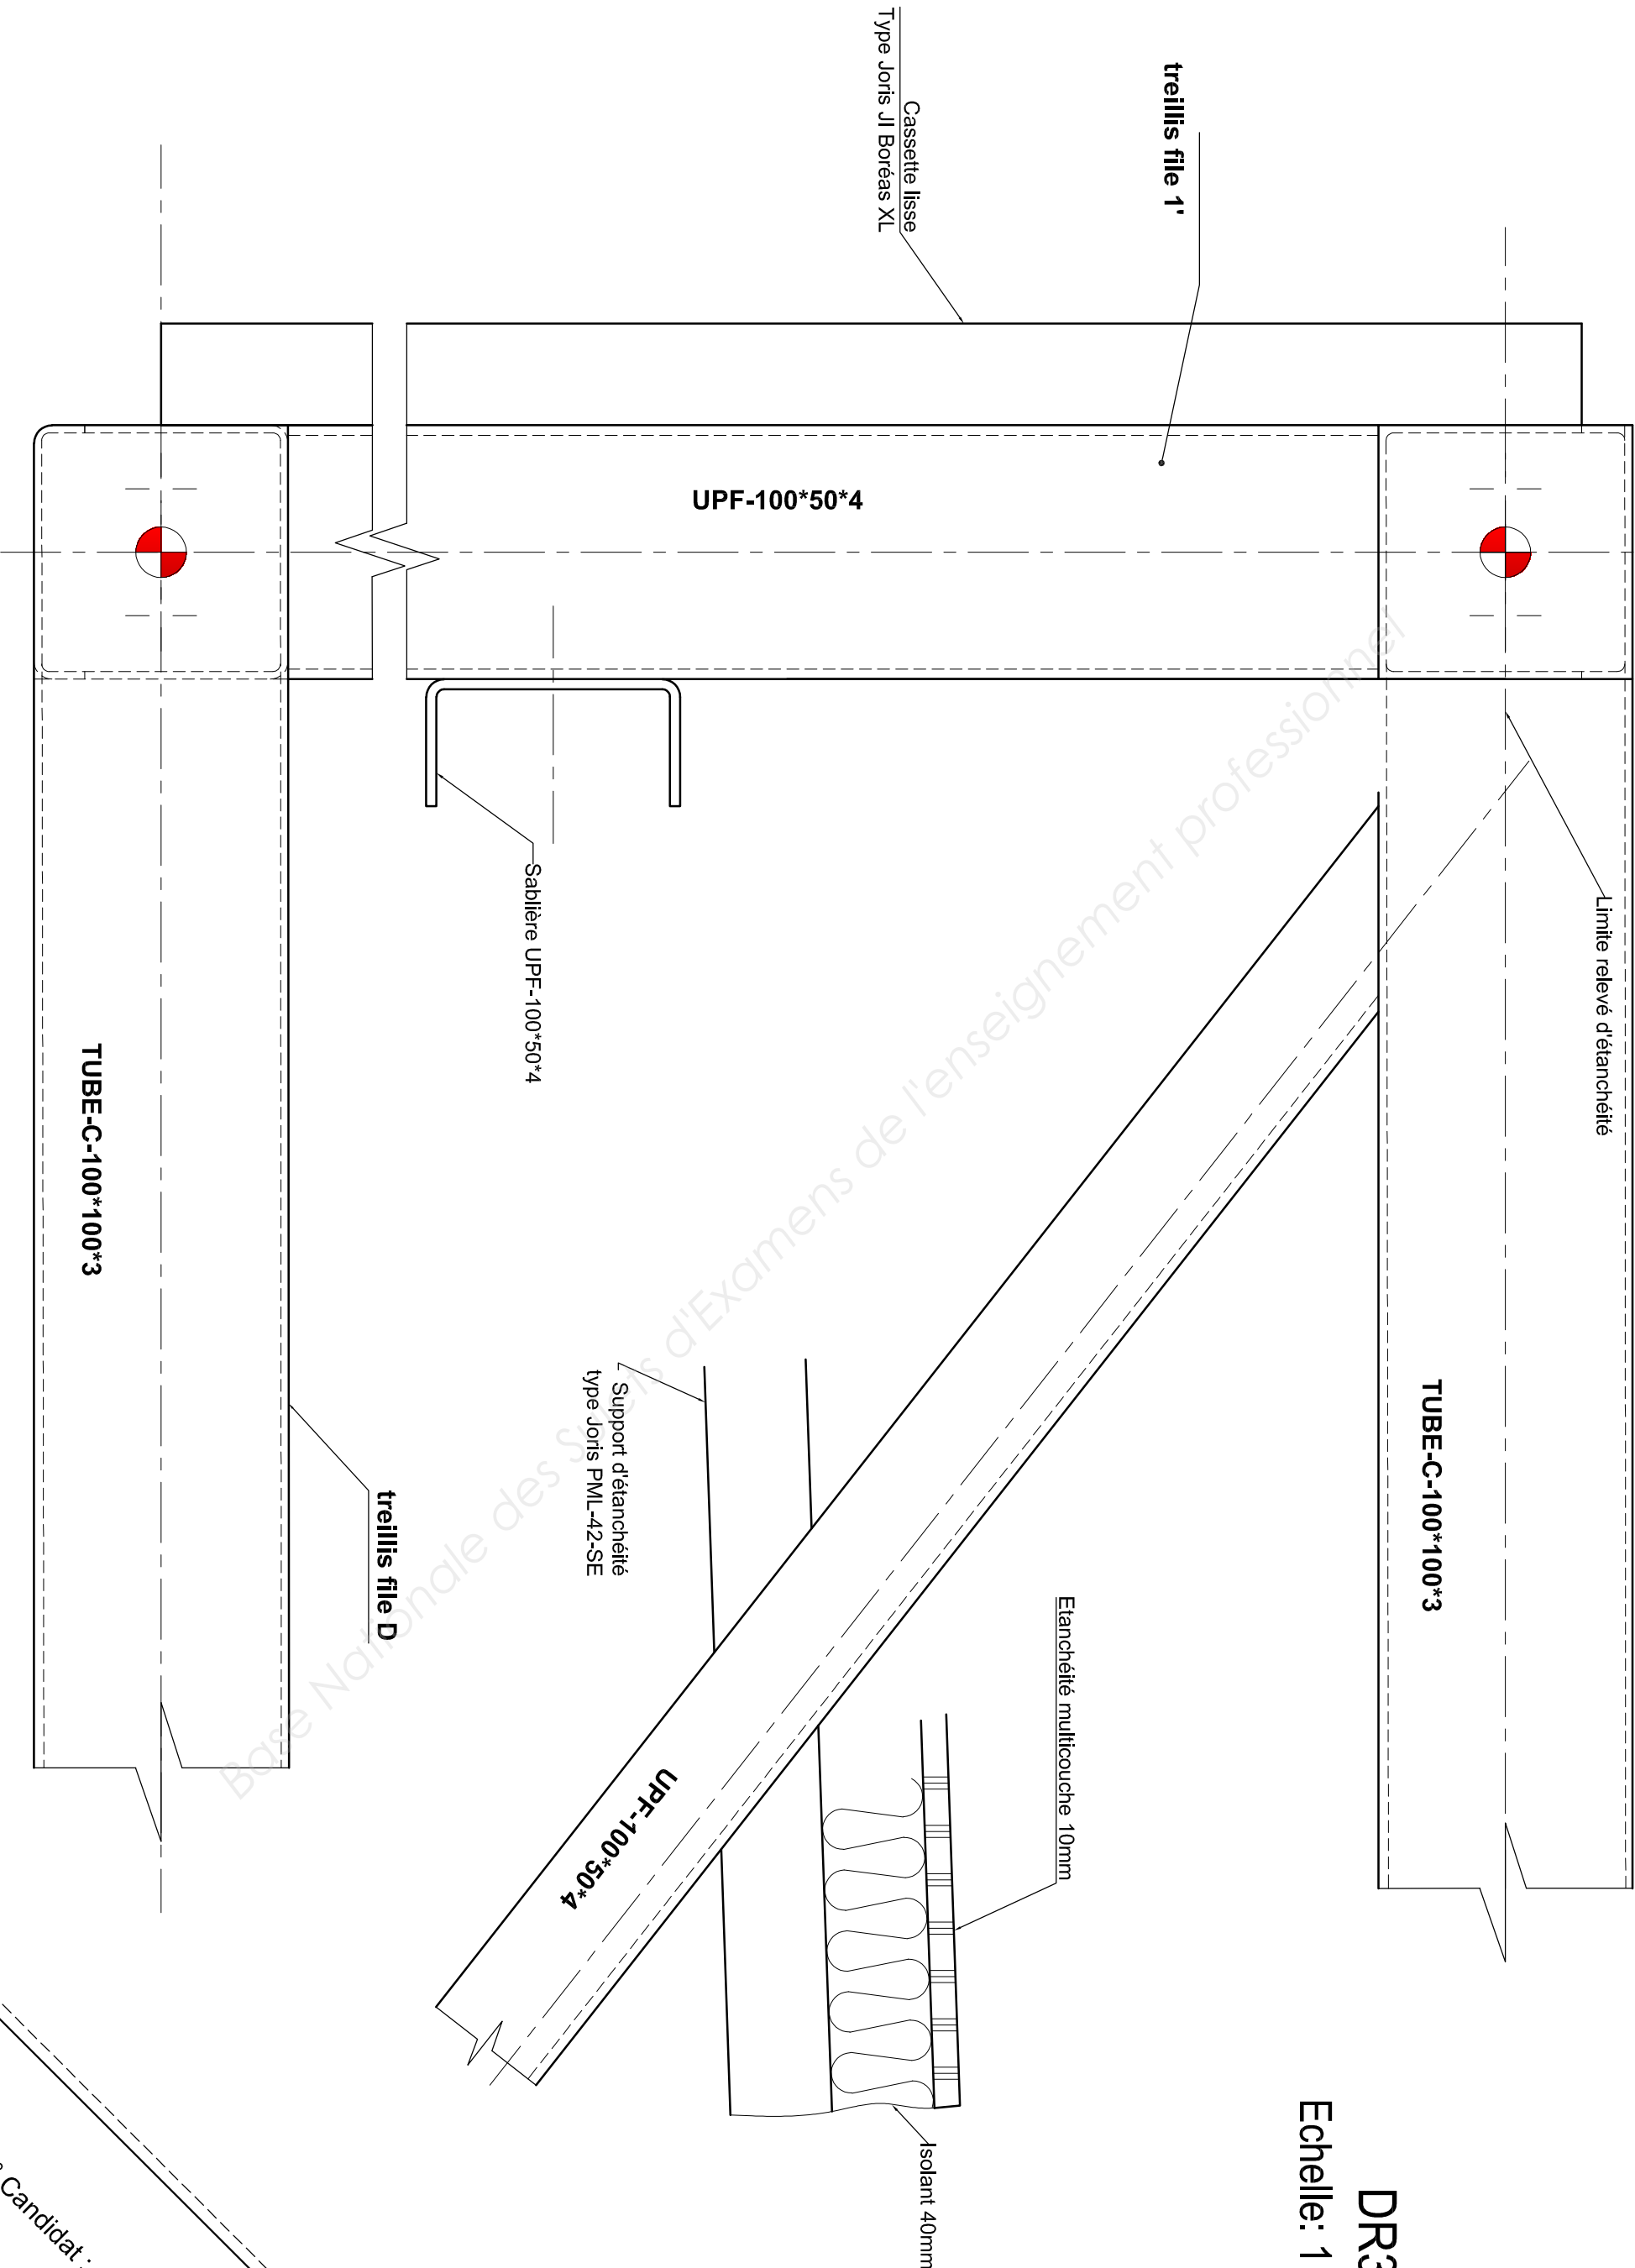 DR3
Echelle: 1
Limite relevé d'étanchéité
TUBE-C-100*100*3
treillis file 1'
Cassette lisse
Type Joris JI Boréas XL
UPF-100*50*4
Etanchéité multicouche 10mm
Isolant 40mm
Sablière UPF-100*50*4
Support d'étanchéité
type Joris PML-42-SE
UPF-100*50*4
treillis file D
TUBE-C-100*100*3
Candidat :
Base Nationale des Sujets d'Examens de l'enseignement professionnel